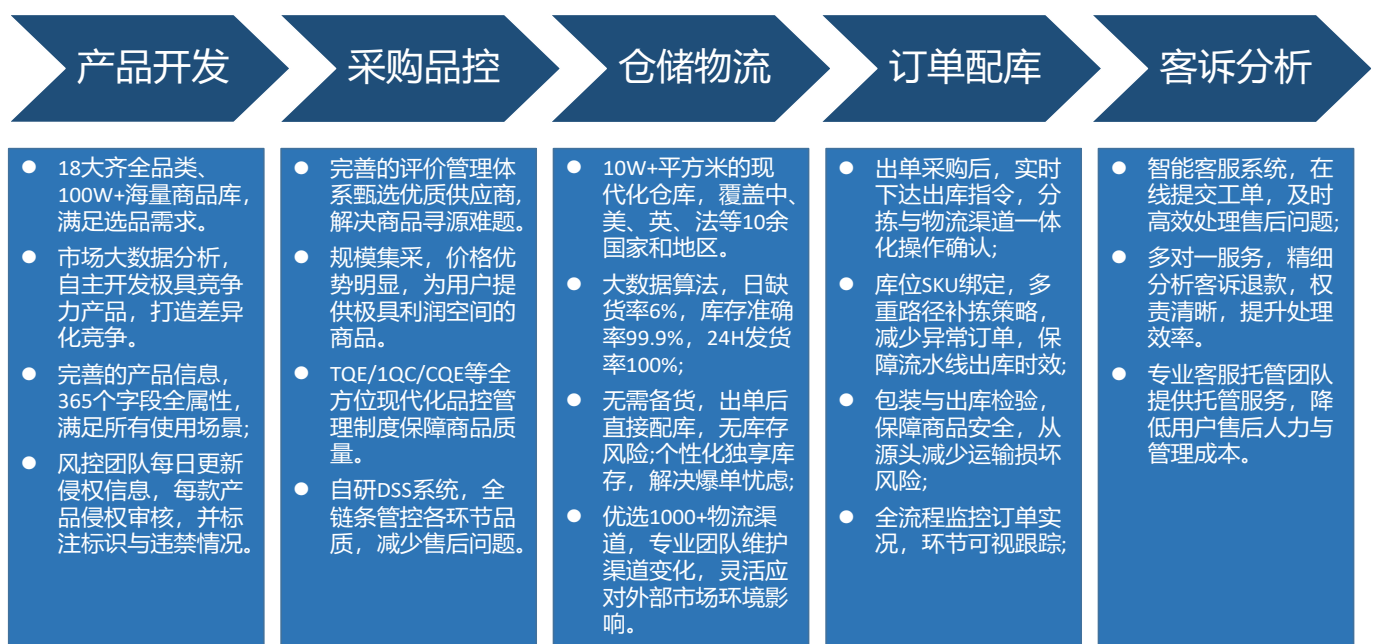 产品开发
采购品控
仓储物流
订单配库
客诉分析
● 18大齐全品类、
100W+海量商品库，
满足选品需求。
● 市场大数据分析，
自主开发极具竞争
力产品，打造差异
化竞争。
● 完善的产品信息，
365个字段全属性，
满足所有使用场景;
● 风控团队每日更新
侵权信息，每款产
品侵权审核，并标
注标识与违禁情况。
● 完善的评价管理体
系甄选优质供应商，
解决商品寻源难题。
● 规模集采，价格优
势明显，为用户提
供极具利润空间的
商品。
● TQE/1QC/CQE等全
方位现代化品控管
理制度保障商品质
量。
● 自研DSS系统，全
链条管控各环节品
质，减少售后问题。
● 10W+平方米的现
代化仓库，覆盖中、
美、英、法等10余
国家和地区。
● 大数据算法，日缺
货率6%，库存准确
率99.9%，24H发货
率100%;
● 无需备货，出单后
直接配库，无库存
风险;个性化独享库
存，解决爆单忧虑;
● 优选1000+物流渠
道，专业团队维护
渠道变化，灵活应
对外部市场环境影
响。
● 出单采购后，实时
下达出库指令，分
拣与物流渠道一体
化操作确认;
● 库位SKU绑定，多
重路径补拣策略，
减少异常订单，保
障流水线出库时效;
● 包装与出库检验，
保障商品安全，从
源头减少运输损坏
风险;
● 全流程监控订单实
况，环节可视跟踪;
● 智能客服系统，在
线提交工单，及时
高效处理售后问题;
● 多对一服务，精细
分析客诉退款，权
责清晰，提升处理
效率。
● 专业客服托管团队
提供托管服务，降
低用户售后人力与
管理成本。